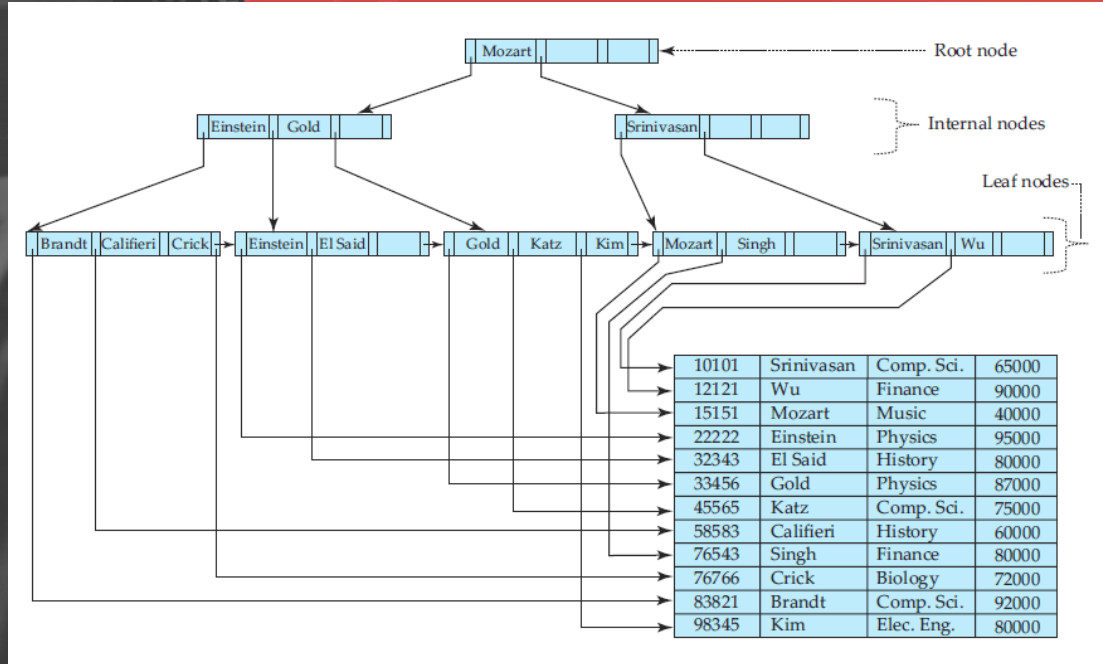 Mozart
Root node
Einstein Gold
Srinivasan
Internal nodes
Leaf nodes
Brandt Califieri Crick Einstein El Said Gold Katz Kim Mozart Singh Srinivasan Wu
10101 Srinivasan Comp. Sci. 65000
12121 Wu Finance 90000
15151 Mozart Music 40000
22222 Einstein Physics 95000
32343 El Said History 80000
33456 Gold Physics 87000
45565 Katz Comp. Sci. 75000
58583 Califieri History 60000
76543 Singh Finance 80000
76766 Crick Biology 72000
83821 Brandt Comp. Sci. 92000
98345 Kim Elec. Eng. 80000